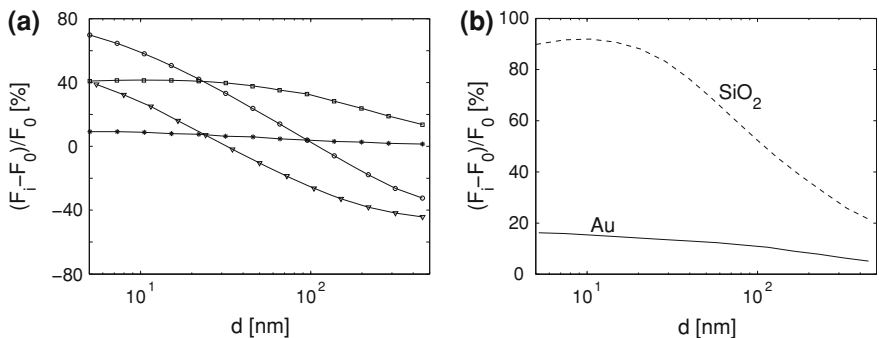 (a)
(F_i−F_0)/F_0 [%]
80
40
0
−40
−80
10^1
10^2
d [nm]
(b)
(F_i−F_0)/F_0 [%]
100
80
60
40
20
0
SiO_2
Au
10^1
10^2
d [nm]